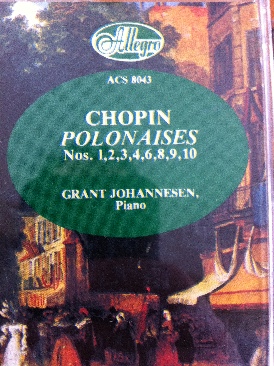 Allegro
ACS 8043
CHOPIN
POLONAISES
Nos. 1,2,3,4,6,8,9,10
GRANT JOHANNESEN,
Piano